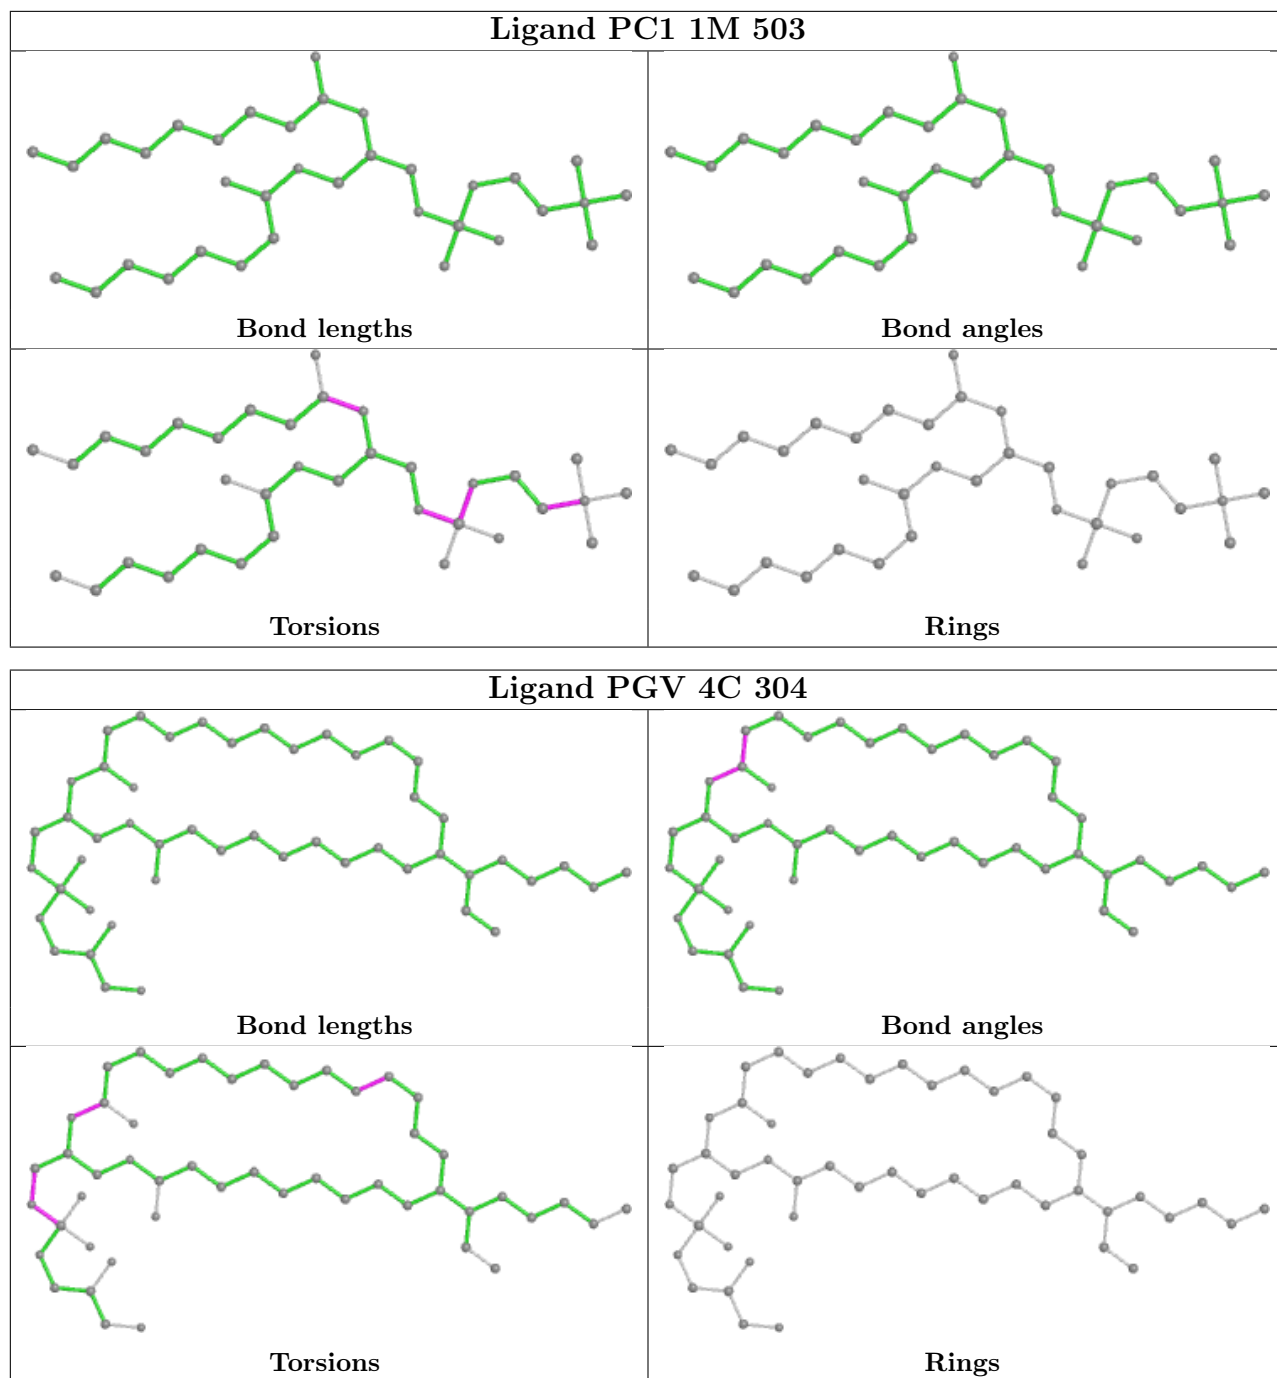 Ligand PC1 1M 503
Bond lengths
Bond angles
Torsions
Rings
Ligand PGV 4C 304
Bond lengths
Bond angles
Torsions
Rings